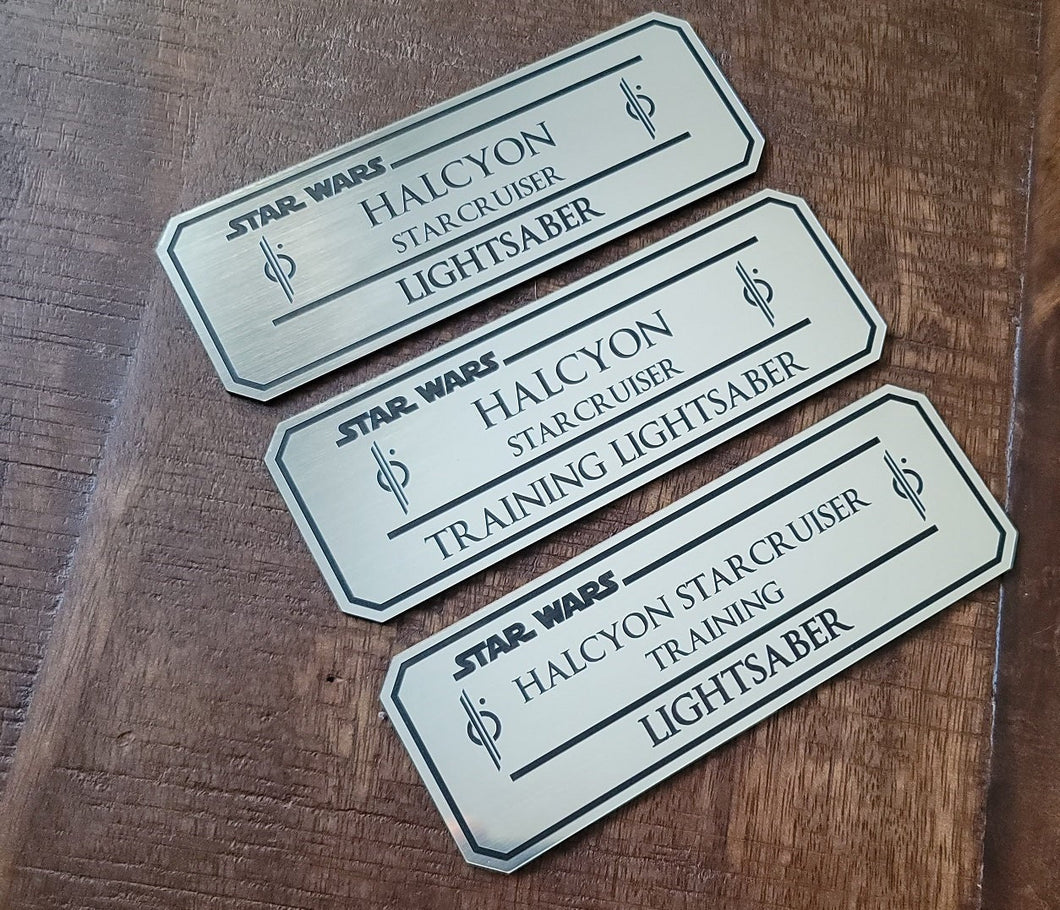 STAR WARS
HALCYON
STARCRUISER
LIGHTSABER
STAR WARS
HALCYON
STARCRUISER
TRAINING LIGHTSABER
STAR WARS
HALCYON STARCRUISER
TRAINING
LIGHTSABER